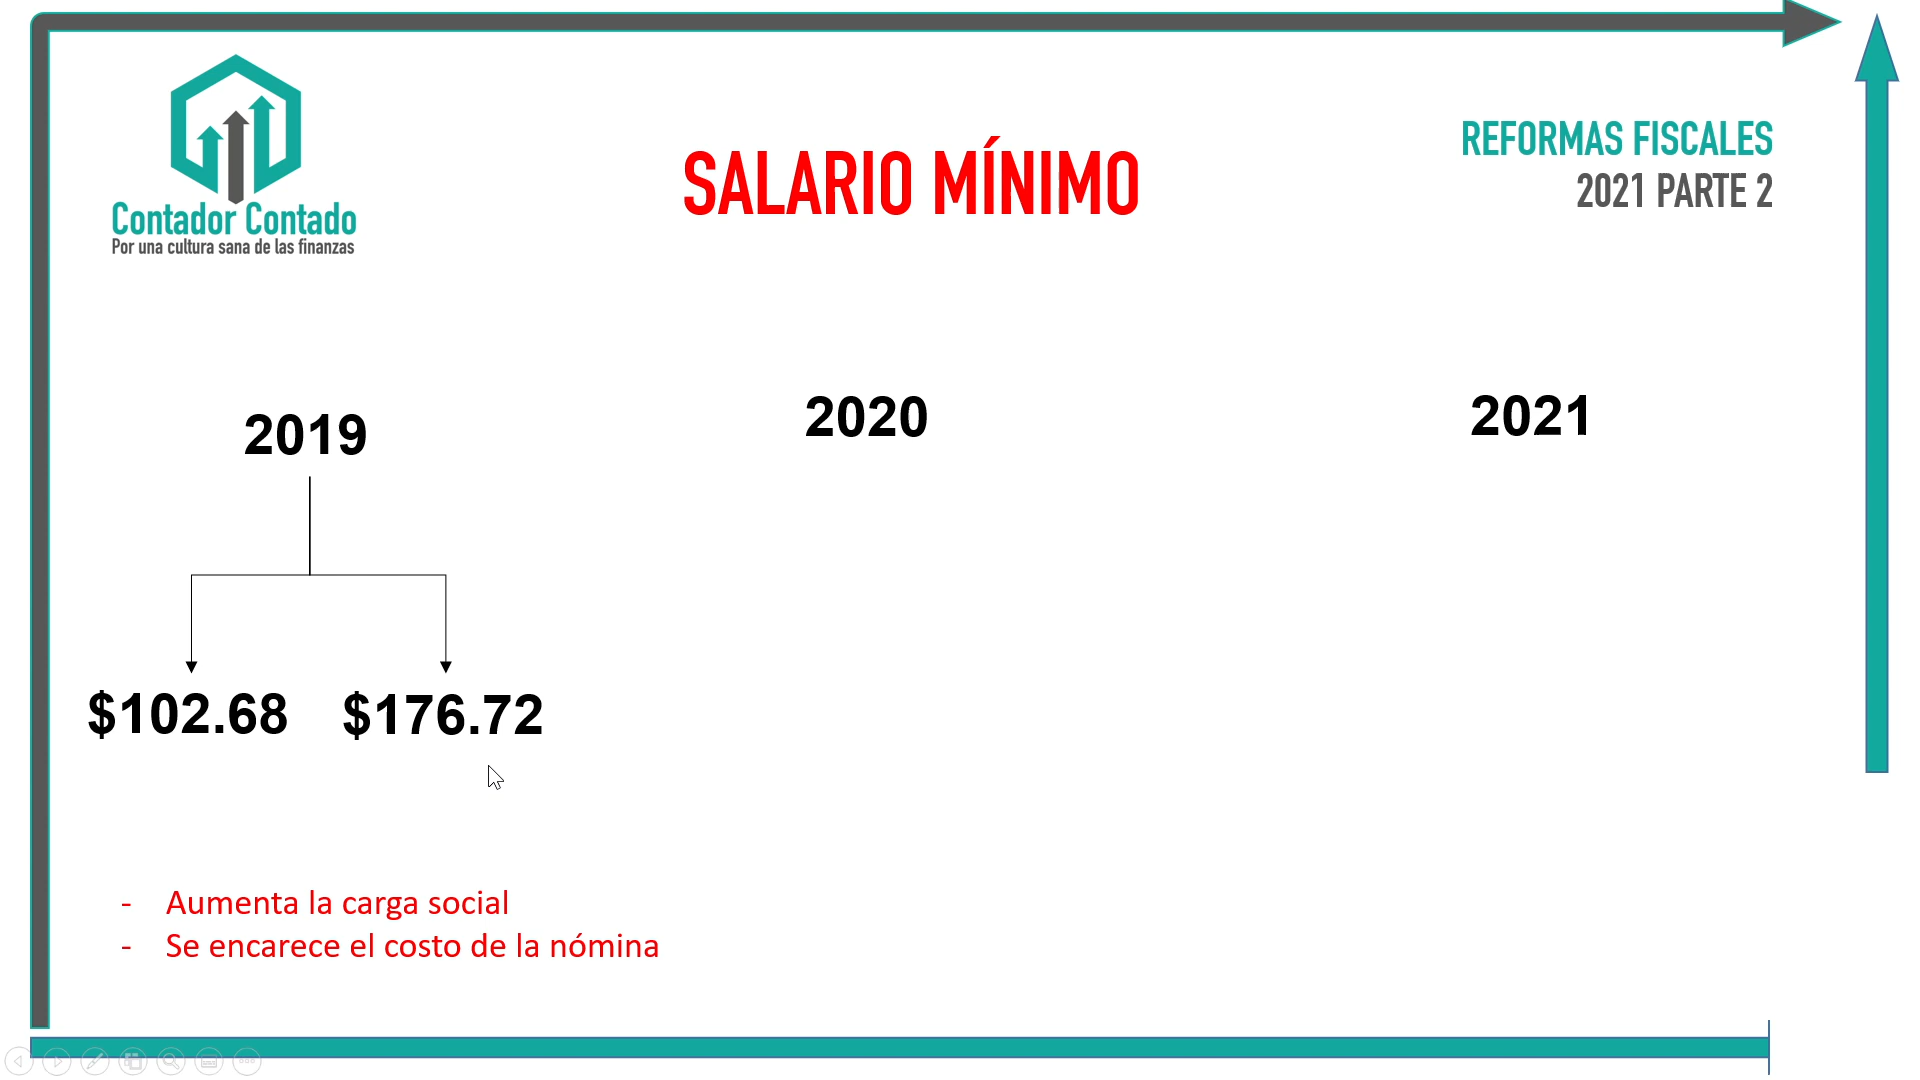 Contador Contado
Por una cultura sana de las finanzas
SALARIO MÍNIMO
REFORMAS FISCALES
2021 PARTE 2
2019
2020
2021
$102.68
$176.72
- Aumenta la carga social
- Se encarece el costo de la nómina